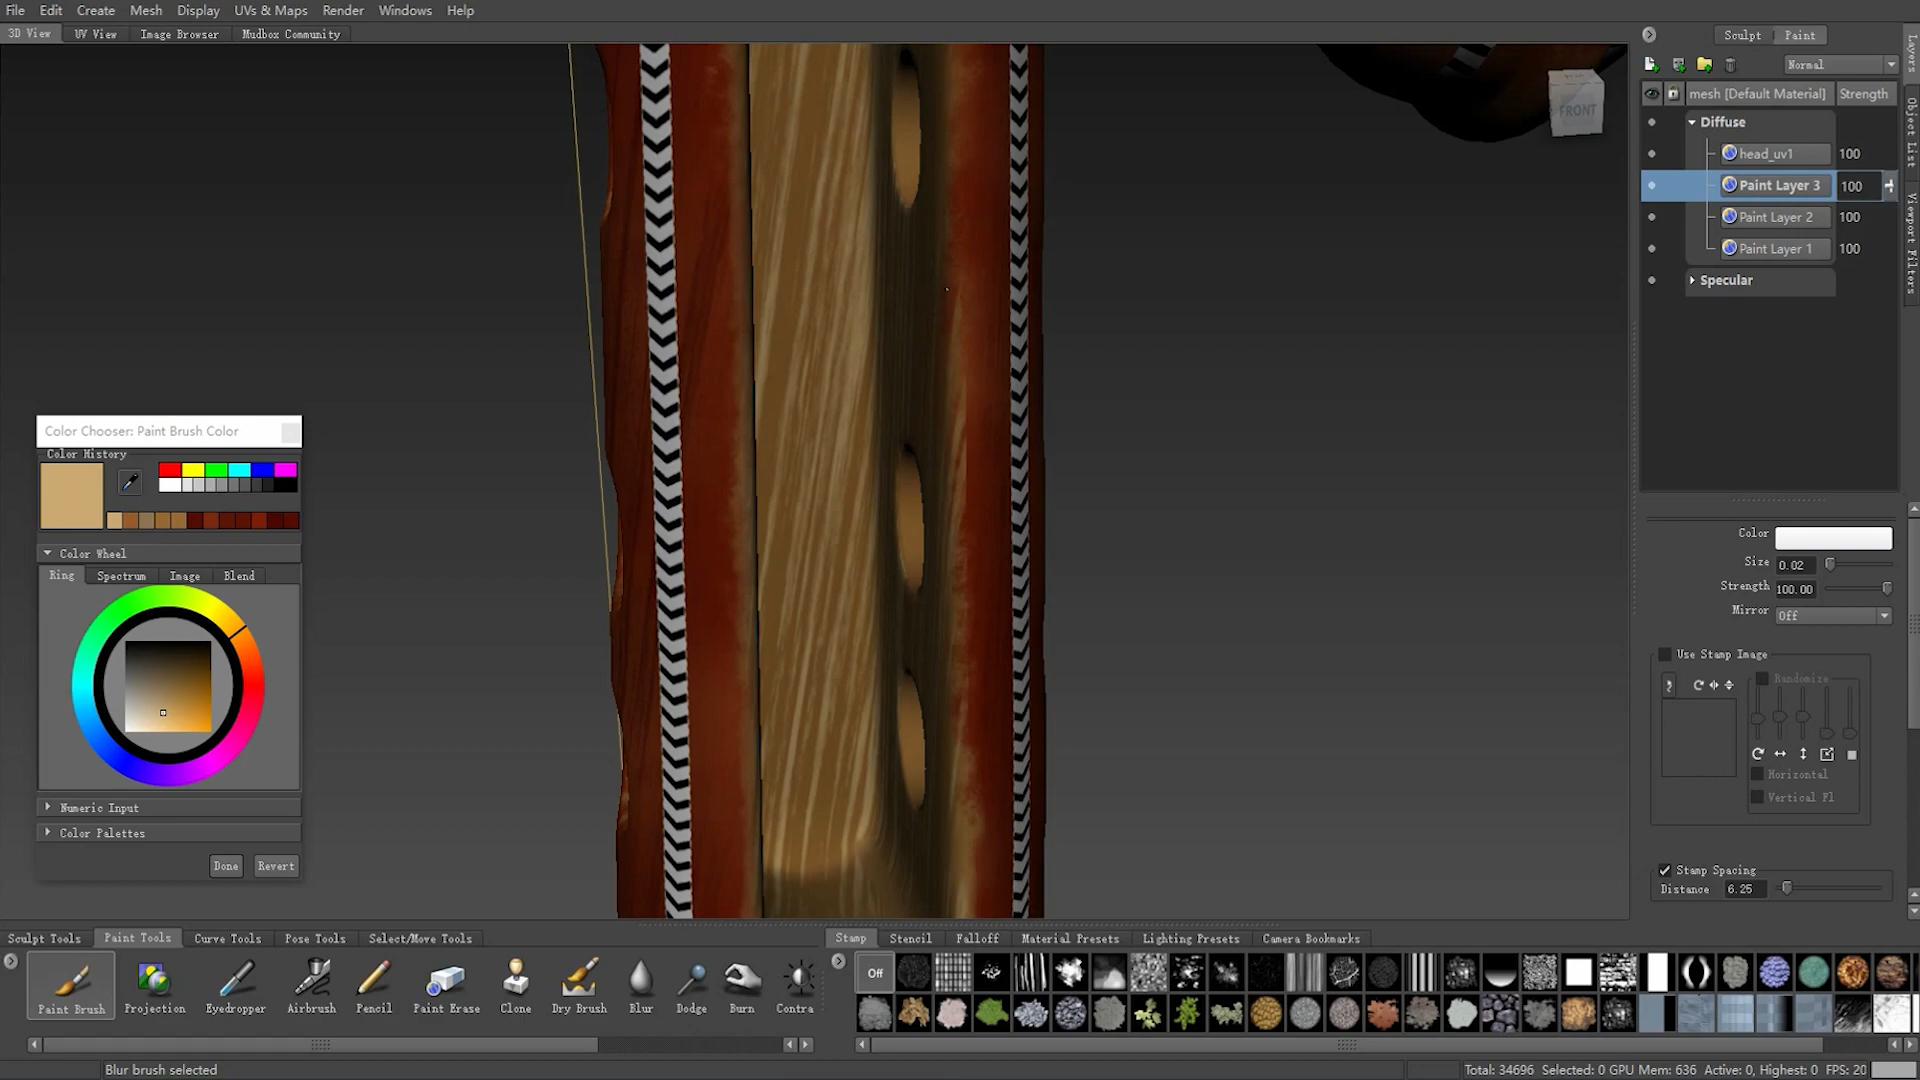 File Edit Create Mesh Display UVs & Maps Render Windows Help
3D View UV View Image Browser Mudbox Community
FRONT
Sculpt Paint
Normal
mesh [Default Material] Strength
Diffuse
head_uv1 100
Paint Layer 3 100
Paint Layer 2 100
Paint Layer 1 100
Specular
Layers
Object List
Viewport Filters
Color Chooser: Paint Brush Color
Color History
Color Wheel
Ring Spectrum Image Blend
Numeric Input
Color Palettes
Done Revert
Color
Size 0.02
Strength 100.00
Mirror Off
Use Stamp Image
Randomize
Horizontal
Vertical Fl
Stamp Spacing
Distance 6.25
Sculpt Tools Paint Tools Curve Tools Pose Tools Select/Move Tools
Paint Brush Projection Eyedropper Airbrush Pencil Paint Erase Clone Dry Brush Blur Dodge Burn Contra
Stamp Stencil Falloff Material Presets Lighting Presets Camera Bookmarks
Off
Blur brush selected
Total: 34696 Selected: 0 GPU Mem: 636 Active: 0, Highest: 0 FPS: 20